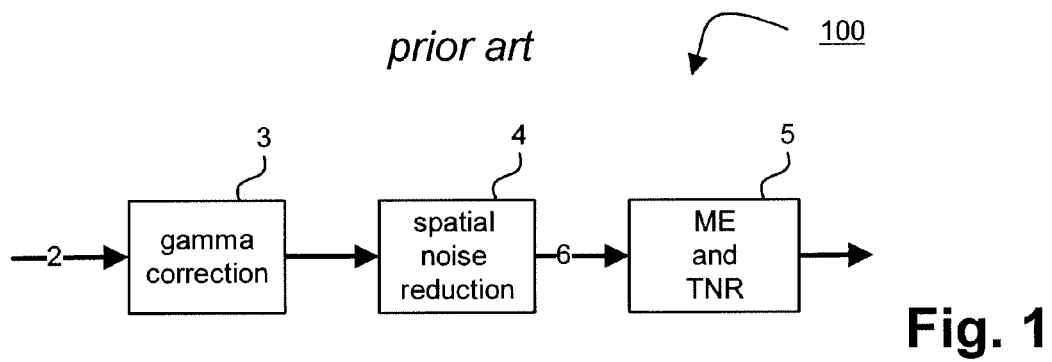 prior art
100
3
4
5
2
gamma
correction
spatial
noise
reduction
6
ME
and
TNR
Fig. 1